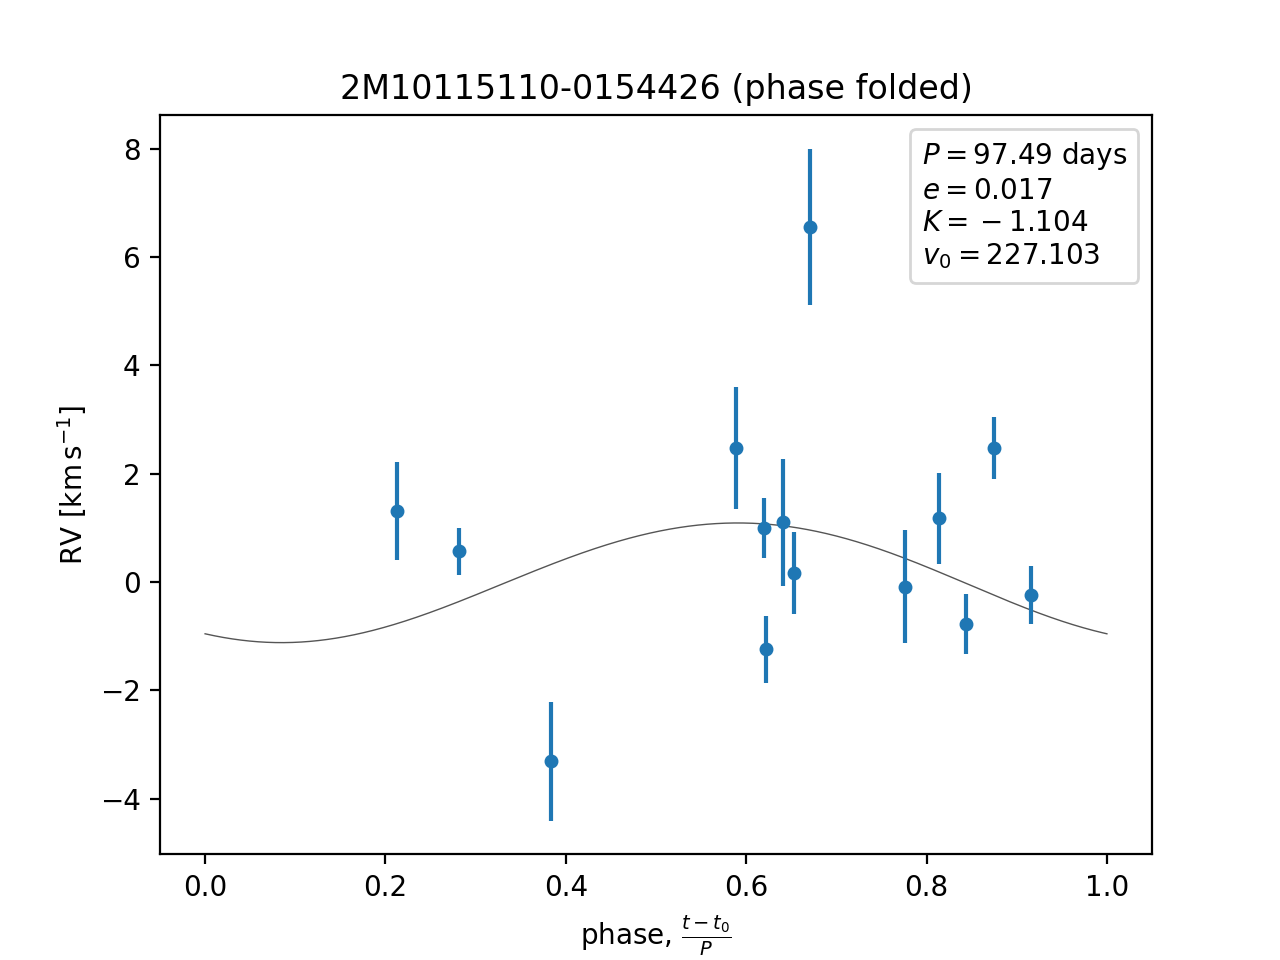 2M10115110-0154426 (phase folded)
P = 97.49 days
e = 0.017
K = −1.104
v₀ = 227.103
RV [km s⁻¹]
8
6
4
2
0
−2
−4
0.0 0.2 0.4 0.6 0.8 1.0
phase, (t − t₀)/P